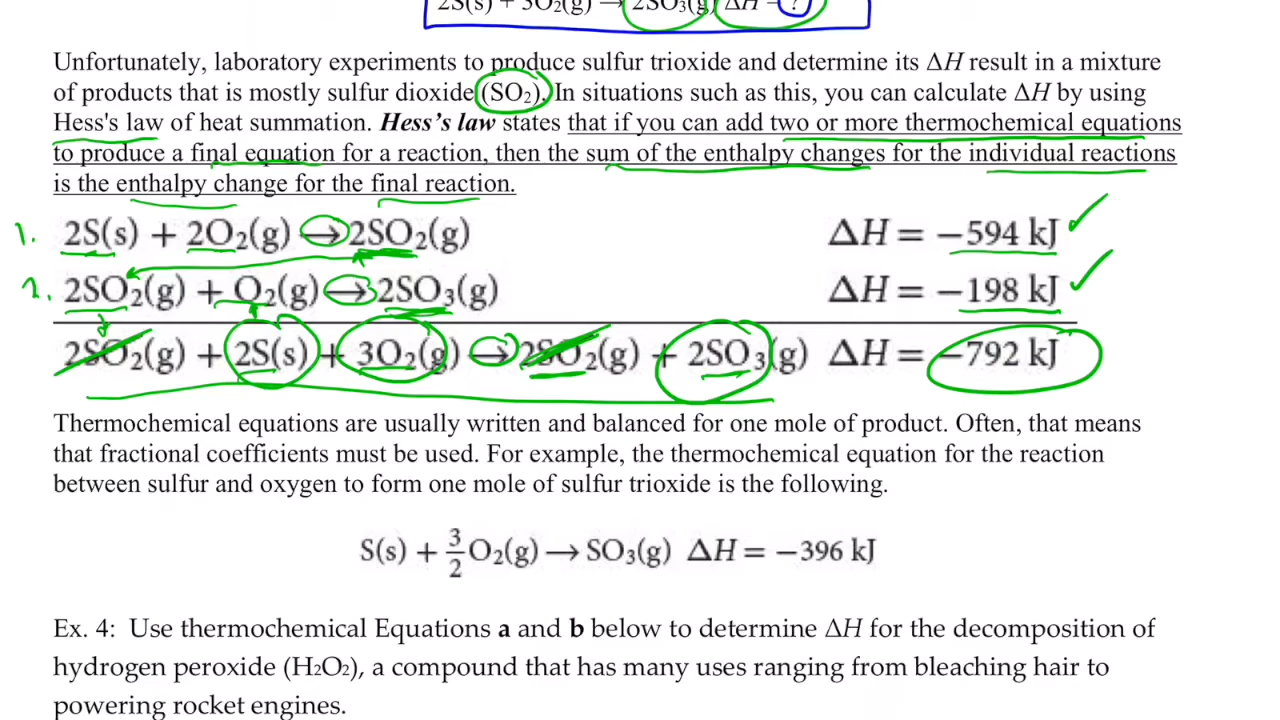 2S(s) + 3O₂(g) → 2SO₃(g) ΔH = ?
Unfortunately, laboratory experiments to produce sulfur trioxide and determine its ΔH result in a mixture
of products that is mostly sulfur dioxide (SO₂). In situations such as this, you can calculate ΔH by using
Hess's law of heat summation. Hess's law states that if you can add two or more thermochemical equations
to produce a final equation for a reaction, then the sum of the enthalpy changes for the individual reactions
is the enthalpy change for the final reaction.
1. 2S(s) + 2O₂(g) → 2SO₂(g) ΔH = −594 kJ
2. 2SO₂(g) + O₂(g) → 2SO₃(g) ΔH = −198 kJ
2SO₂(g) + 2S(s) + 3O₂(g) → 2SO₂(g) + 2SO₃(g) ΔH = −792 kJ
Thermochemical equations are usually written and balanced for one mole of product. Often, that means
that fractional coefficients must be used. For example, the thermochemical equation for the reaction
between sulfur and oxygen to form one mole of sulfur trioxide is the following.
S(s) + 3/2 O₂(g) → SO₃(g) ΔH = −396 kJ
Ex. 4: Use thermochemical Equations a and b below to determine ΔH for the decomposition of
hydrogen peroxide (H₂O₂), a compound that has many uses ranging from bleaching hair to
powering rocket engines.